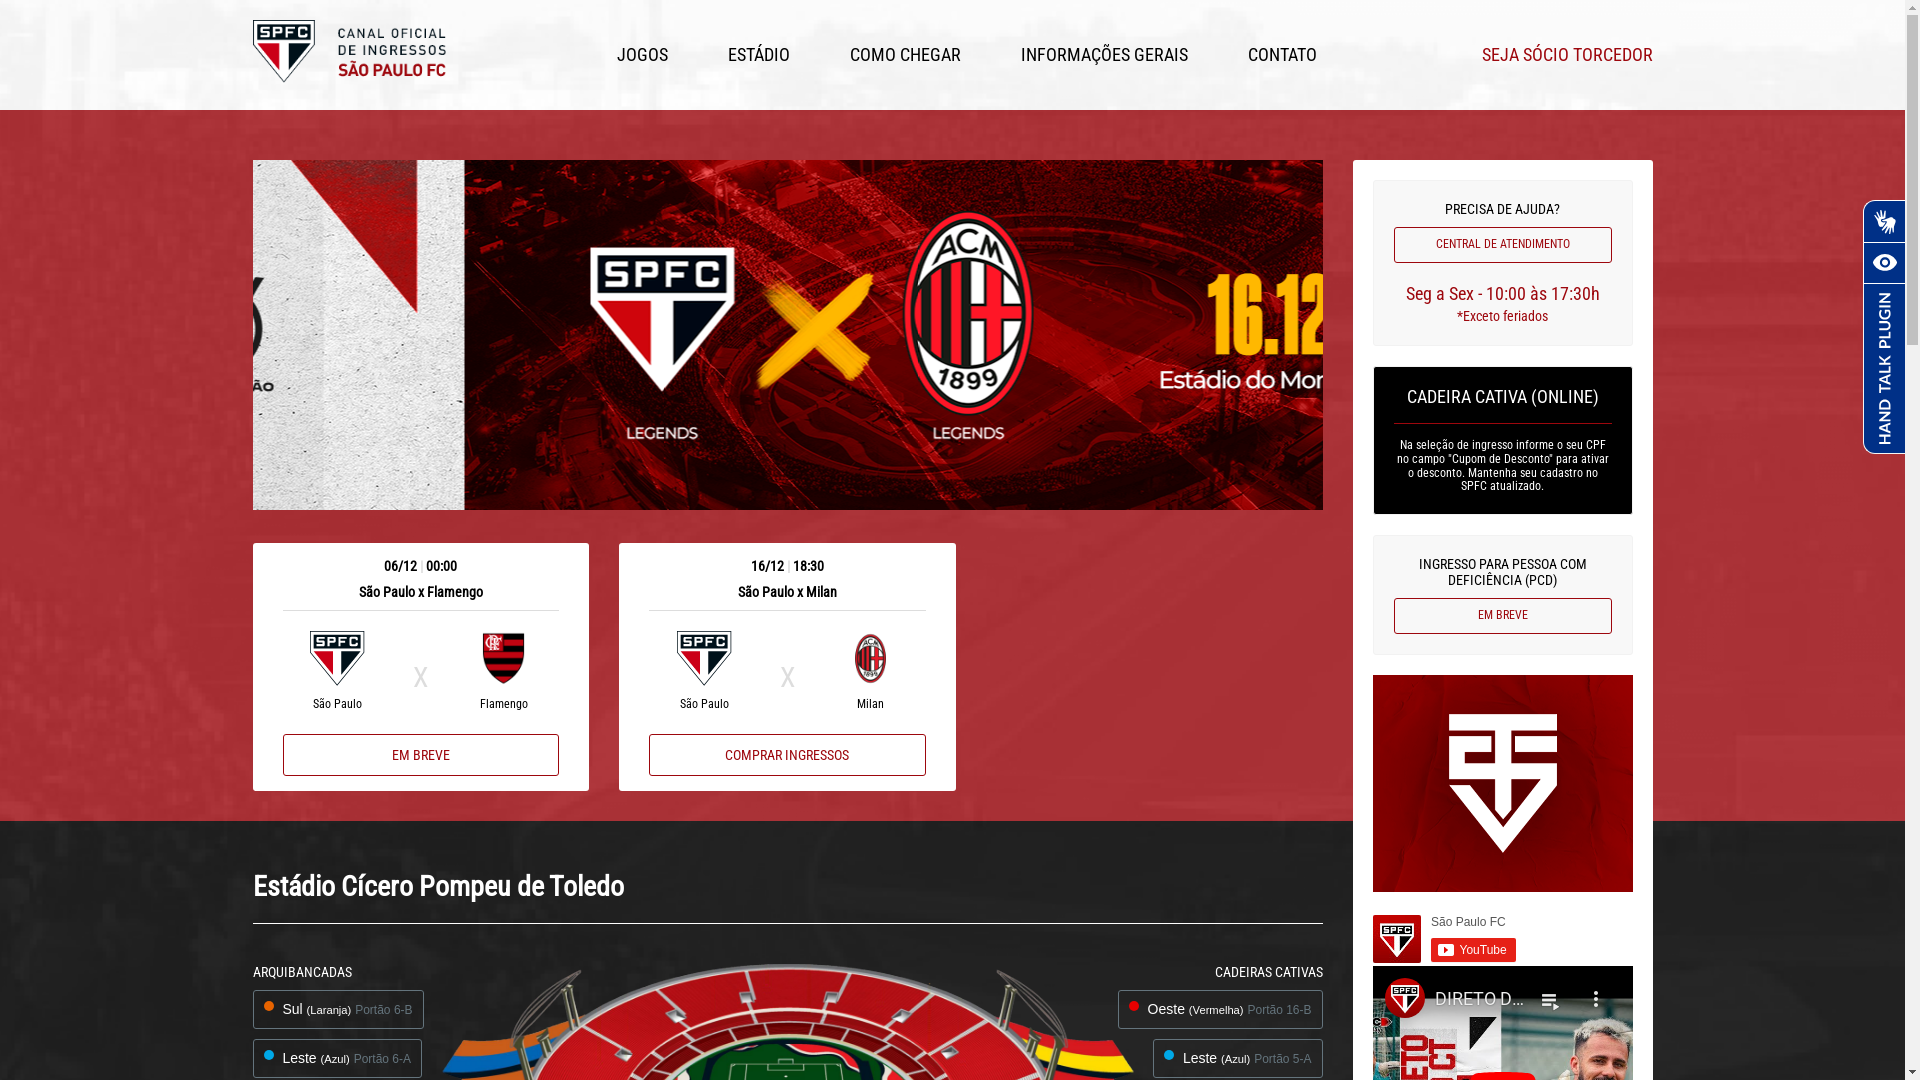 SPFC
CANAL OFICIAL
DE INGRESSOS
SÃO PAULO FC
JOGOS
ESTÁDIO
COMO CHEGAR
INFORMAÇÕES GERAIS
CONTATO
SEJA SÓCIO TORCEDOR
SPFC
ACM
1899
LEGENDS
LEGENDS
16.12
Estádio do Mor
PRECISA DE AJUDA?
CENTRAL DE ATENDIMENTO
Seg a Sex - 10:00 às 17:30h
*Exceto feriados
CADEIRA CATIVA (ONLINE)
Na seleção de ingresso informe o seu CPF
no campo "Cupom de Desconto" para ativar
o desconto. Mantenha seu cadastro no
SPFC atualizado.
INGRESSO PARA PESSOA COM
DEFICIÊNCIA (PCD)
EM BREVE
HAND TALK PLUGIN
06/12 | 00:00
São Paulo x Flamengo
SPFC
X
São Paulo
Flamengo
EM BREVE
16/12 | 18:30
São Paulo x Milan
SPFC
X
São Paulo
Milan
COMPRAR INGRESSOS
Estádio Cícero Pompeu de Toledo
ARQUIBANCADAS
Sul (Laranja) Portão 6-B
Leste (Azul) Portão 6-A
CADEIRAS CATIVAS
Oeste (Vermelha) Portão 16-B
Leste (Azul) Portão 5-A
SPFC
São Paulo FC
YouTube
SPFC
DIRETO D...